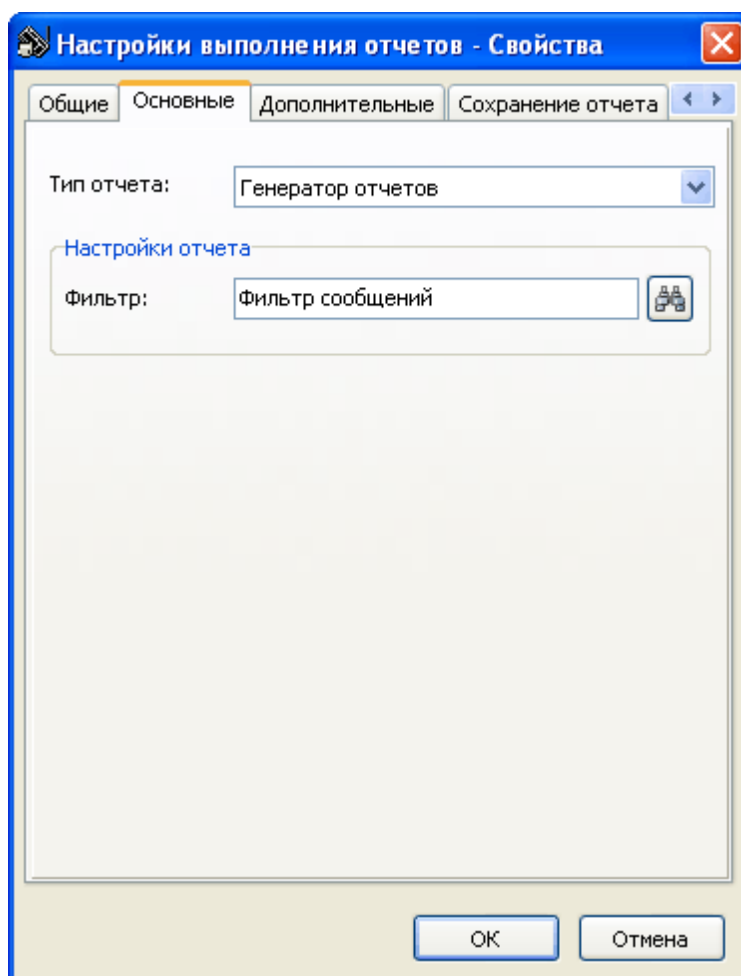 Настройки выполнения отчетов - Свойства
Общие Основные Дополнительные Сохранение отчета
Тип отчета: Генератор отчетов
Настройки отчета
Фильтр: Фильтр сообщений
ОК Отмена